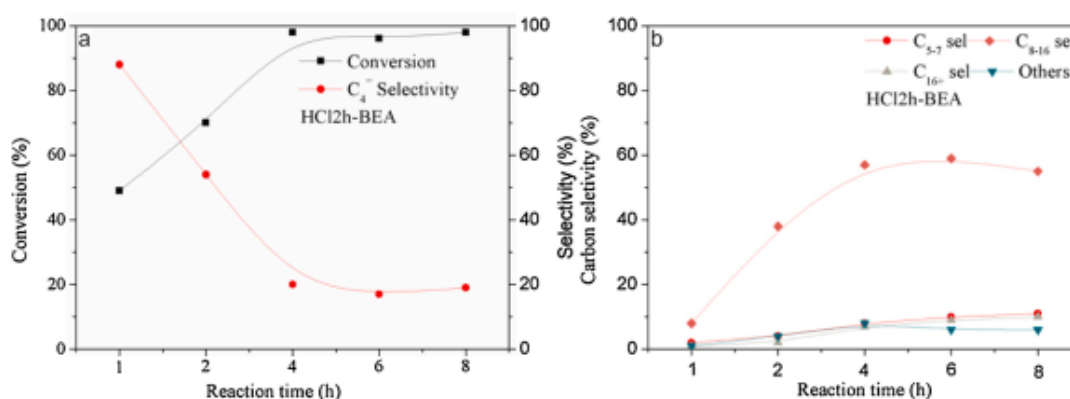 a
100
80
60
40
20
0
Conversion (%)
Conversion
C4= Selectivity
HCl2h-BEA
100
80
60
40
20
0
Selectivity (%)
1 2 4 6 8
Reaction time (h)
b
100
80
60
40
20
0
Carbon seletivity (%)
C5-7 sel C8-16 se
C16+ sel Others
HCl2h-BEA
1 2 4 6 8
Reaction time (h)